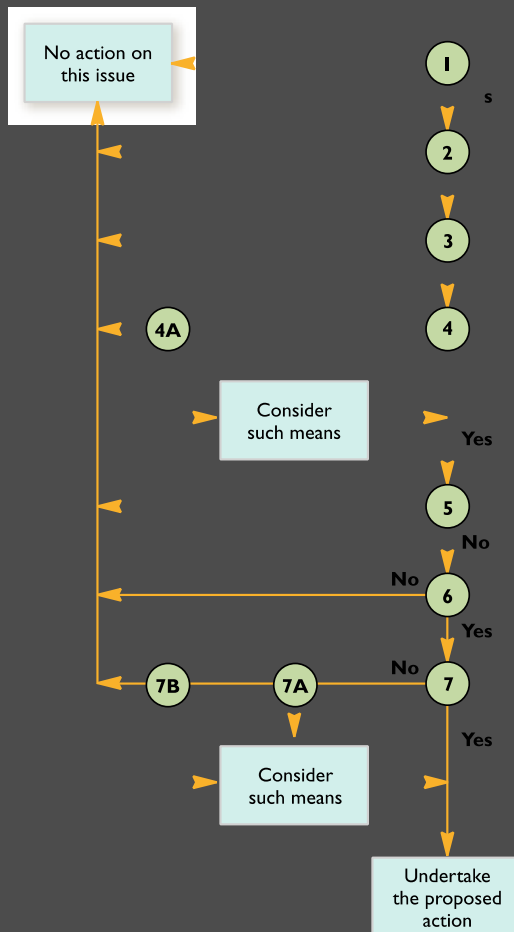 No action on
this issue
1
s
2
3
4A
4
Consider
such means
Yes
5
No
No
6
Yes
No
7B
7A
7
Yes
Consider
such means
Undertake
the proposed
action